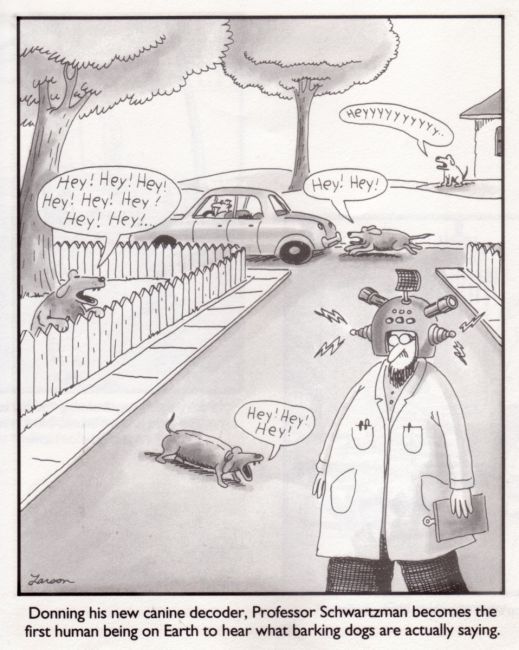 Heyyyyyyyyyyy..
Hey! Hey! Hey!
Hey! Hey! Hey!
Hey! Hey!...
Hey! Hey!
Hey! Hey!
Hey!
Larson
Donning his new canine decoder, Professor Schwartzman becomes the
first human being on Earth to hear what barking dogs are actually saying.